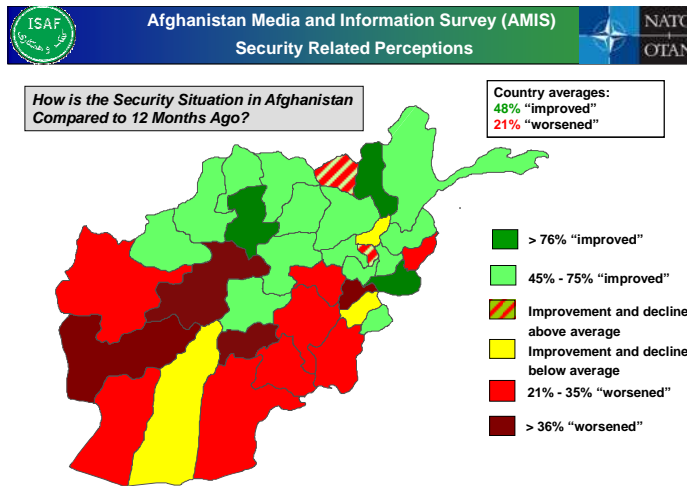 ISAF
Afghanistan Media and Information Survey (AMIS)
Security Related Perceptions
NATO
OTAN
How is the Security Situation in Afghanistan
Compared to 12 Months Ago?
Country averages:
48% “improved”
21% “worsened”
> 76% “improved”
45% - 75% “improved”
Improvement and decline
above average
Improvement and decline
below average
21% - 35% “worsened”
> 36% “worsened”